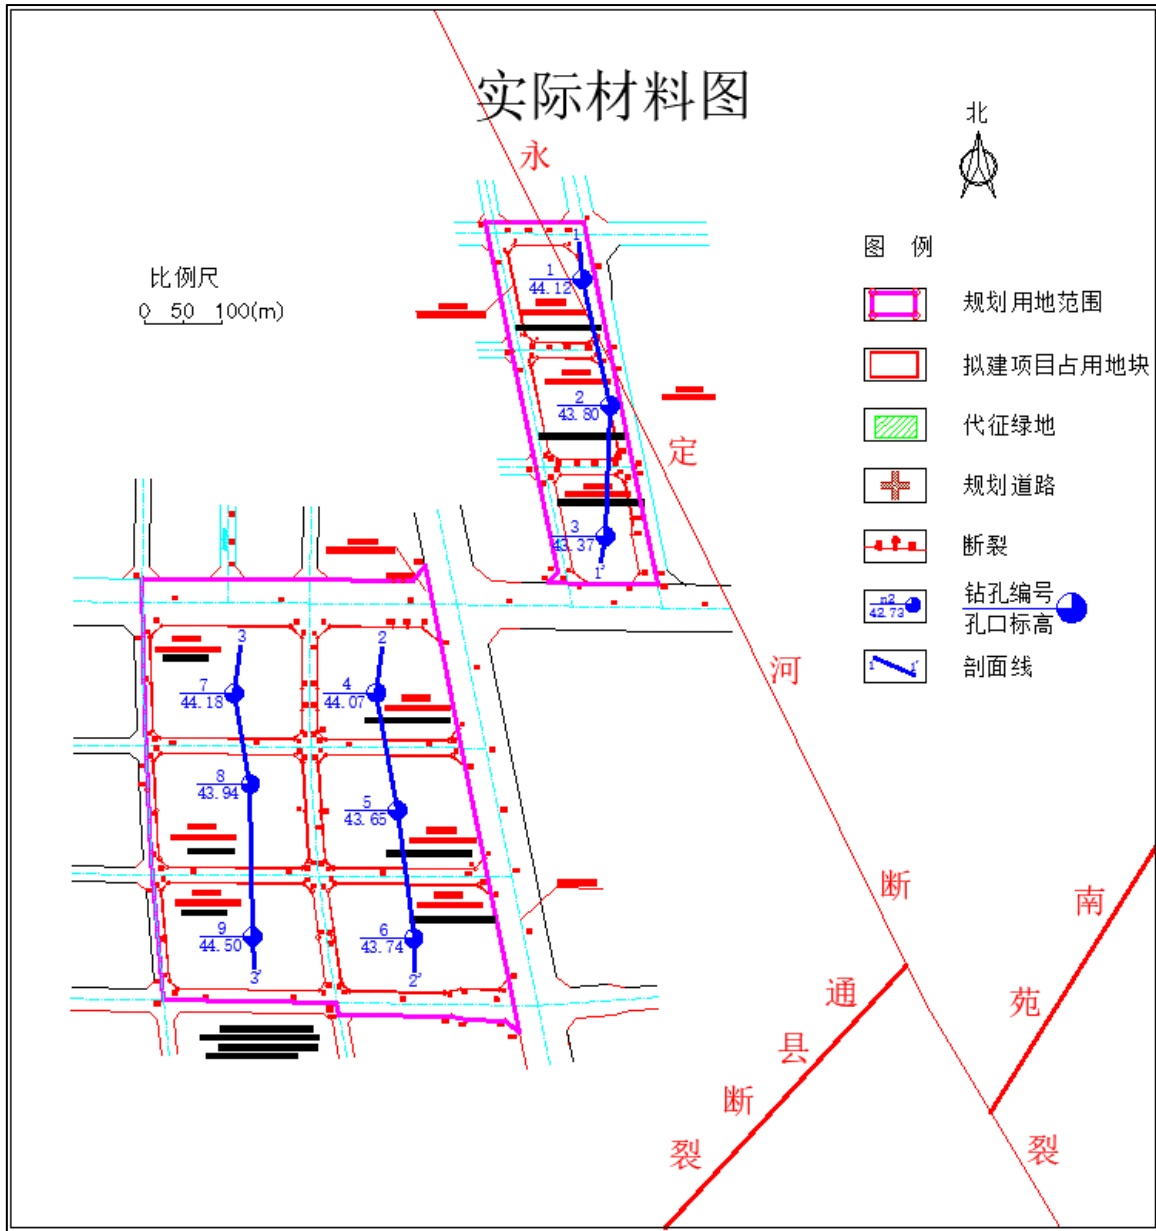 实际材料图
北
永
比例尺
0 50 100(m)
图 例
规划用地范围
拟建项目占用地块
代征绿地
规划道路
断裂
n2
42.73
钻孔编号
孔口标高
1 1'
剖面线
1
1
44.12
2
43.80
3
43.37
1'
定
河
断
裂
3
7
44.18
8
43.94
9
44.50
3'
2
4
44.07
5
43.65
6
43.74
2'
通
县
断
裂
南
苑